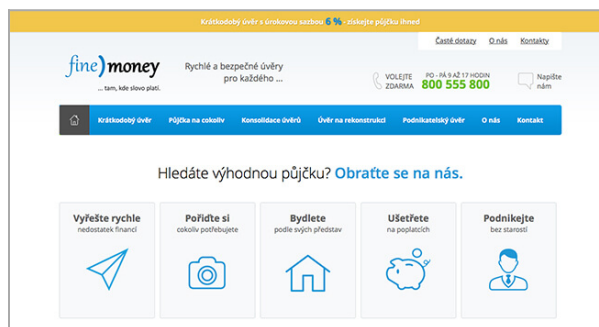 Krátkodobý úvěr s úrokovou sazbou 6 % - získejte půjčku ihned
Časté dotazy O nás Kontakty
fine)money
... tam, kde slovo platí.
Rychlé a bezpečné úvěry
pro každého ...
VOLEJTE
ZDARMA
PO - PÁ 9 AŽ 17 HODIN
800 555 800
Napište
nám
Krátkodobý úvěr Půjčka na cokoliv Konsolidace úvěrů Úvěr na rekonstrukci Podnikatelský úvěr O nás Kontakt
Hledáte výhodnou půjčku? Obraťte se na nás.
Vyřešte rychle
nedostatek financí
Pořiďte si
cokoliv potřebujete
Bydlete
podle svých představ
Ušetřete
na poplatcích
Podnikejte
bez starostí